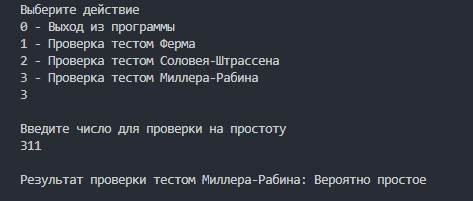 Выберите действие
0 - Выход из программы
1 - Проверка тестом Ферма
2 - Проверка тестом Соловея-Штрассена
3 - Проверка тестом Миллера-Рабина
3
Введите число для проверки на простоту
311
Результат проверки тестом Миллера-Рабина: Вероятно простое